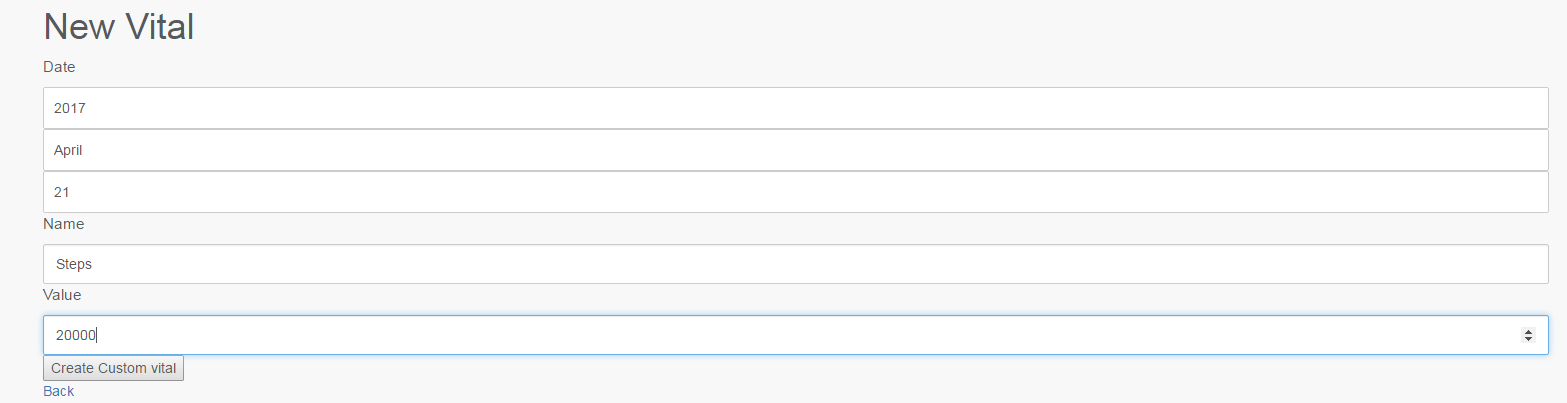 New Vital
Date
2017
April
21
Name
Steps
Value
20000
Create Custom vital
Back